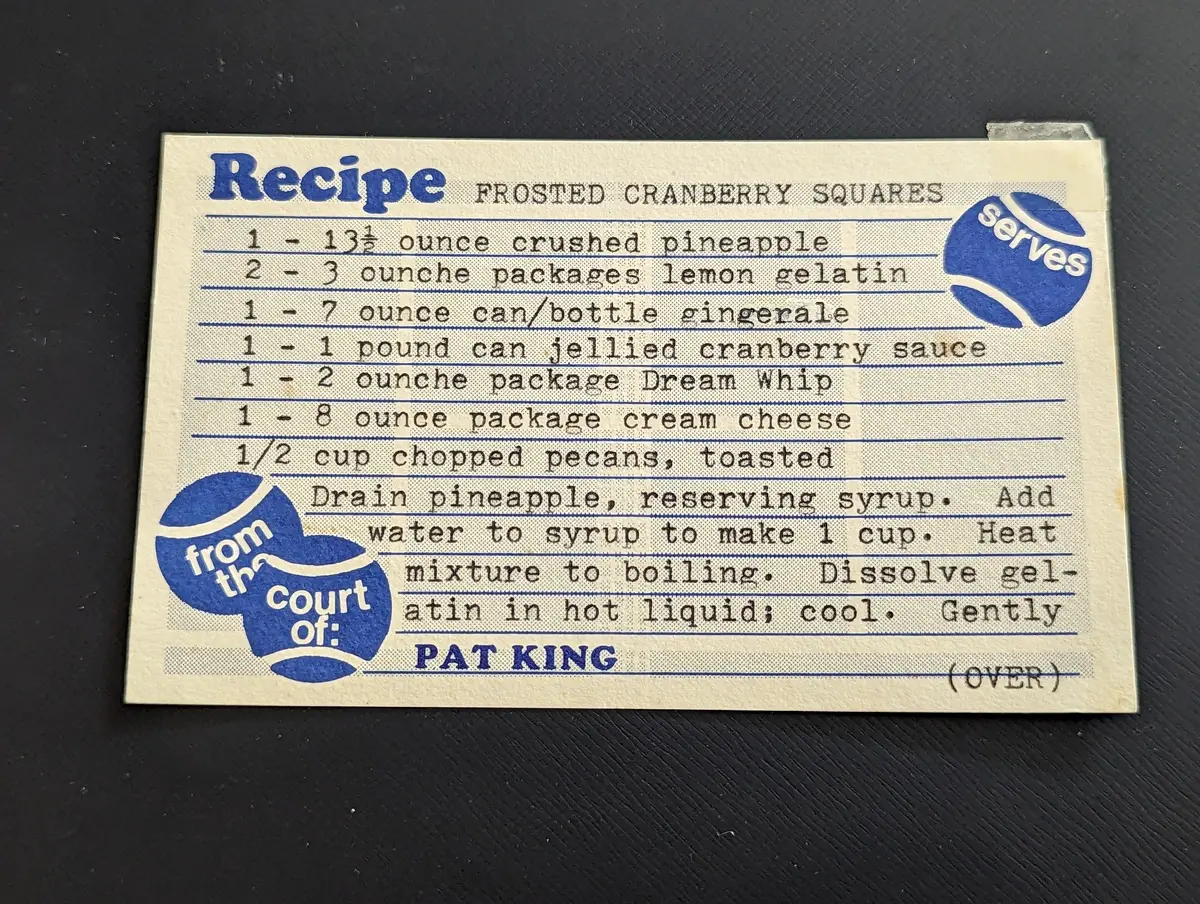 Recipe FROSTED CRANBERRY SQUARES
serves
1 - 13½ ounce crushed pineapple
2 - 3 ounche packages lemon gelatin
1 - 7 ounce can/bottle gingerale
1 - 1 pound can jellied cranberry sauce
1 - 2 ounche package Dream Whip
1 - 8 ounce package cream cheese
1/2 cup chopped pecans, toasted
Drain pineapple, reserving syrup. Add
water to syrup to make 1 cup. Heat
mixture to boiling. Dissolve gel-
atin in hot liquid; cool. Gently
from
the
court
of:
PAT KING
(OVER)